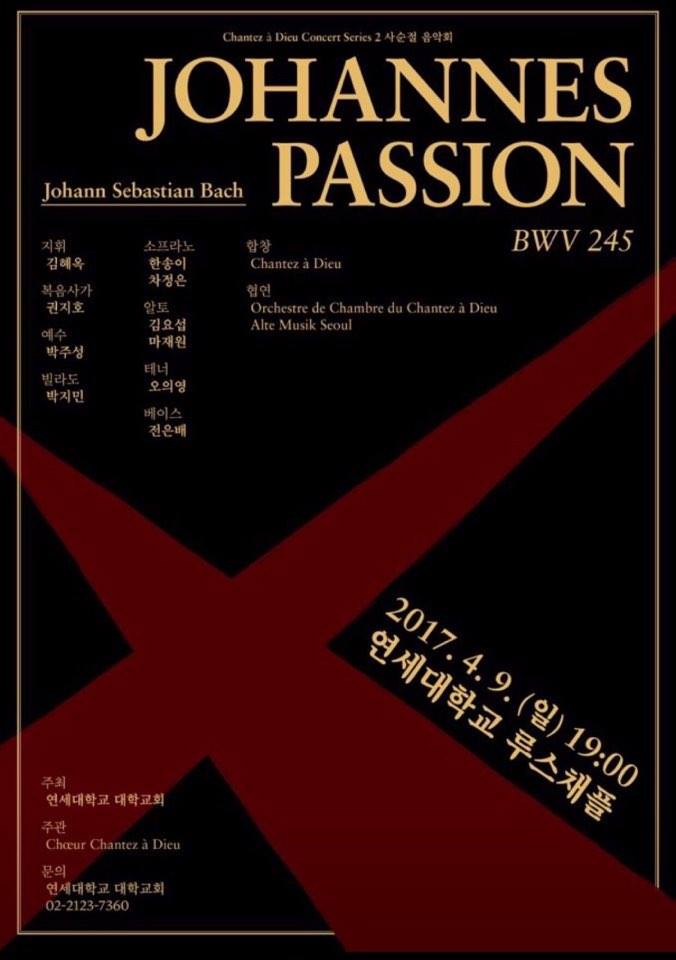 Chantez à Dieu Concert Series 2 사순절 음악회
JOHANNES
PASSION
Johann Sebastian Bach
BWV 245
지휘
김혜옥
복음사가
권지호
예수
박주성
빌라도
박지민
소프라노
한송이
차정은
알토
김요섭
마재원
테너
오의영
베이스
전은배
합창
Chantez à Dieu
협연
Orchestre de Chambre du Chantez à Dieu
Alte Musik Seoul
2017. 4. 9. (일) 19:00
연세대학교 루스채플
주최
연세대학교 대학교회
주관
Chœur Chantez à Dieu
문의
연세대학교 대학교회
02-2123-7360